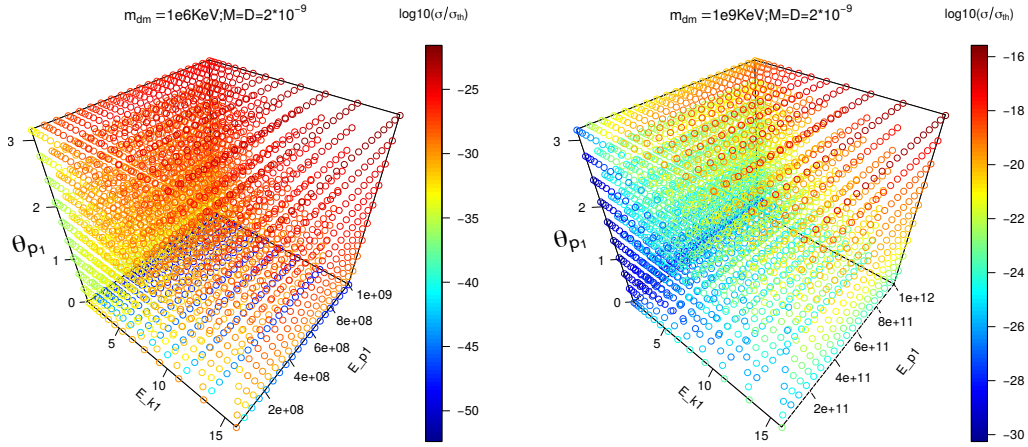 m_dm = 1e6KeV;M=D=2*10^-9
log10(σ/σ_th)
3
2
1
0
θ_p1
5
10
15
E_k1
2e+08
4e+08
6e+08
8e+08
1e+09
E_p1
−25
−30
−35
−40
−45
−50
m_dm = 1e9KeV;M=D=2*10^-9
log10(σ/σ_th)
3
2
1
0
θ_p1
5
10
15
E_k1
2e+11
4e+11
6e+11
8e+11
1e+12
E_p1
−16
−18
−20
−22
−24
−26
−28
−30